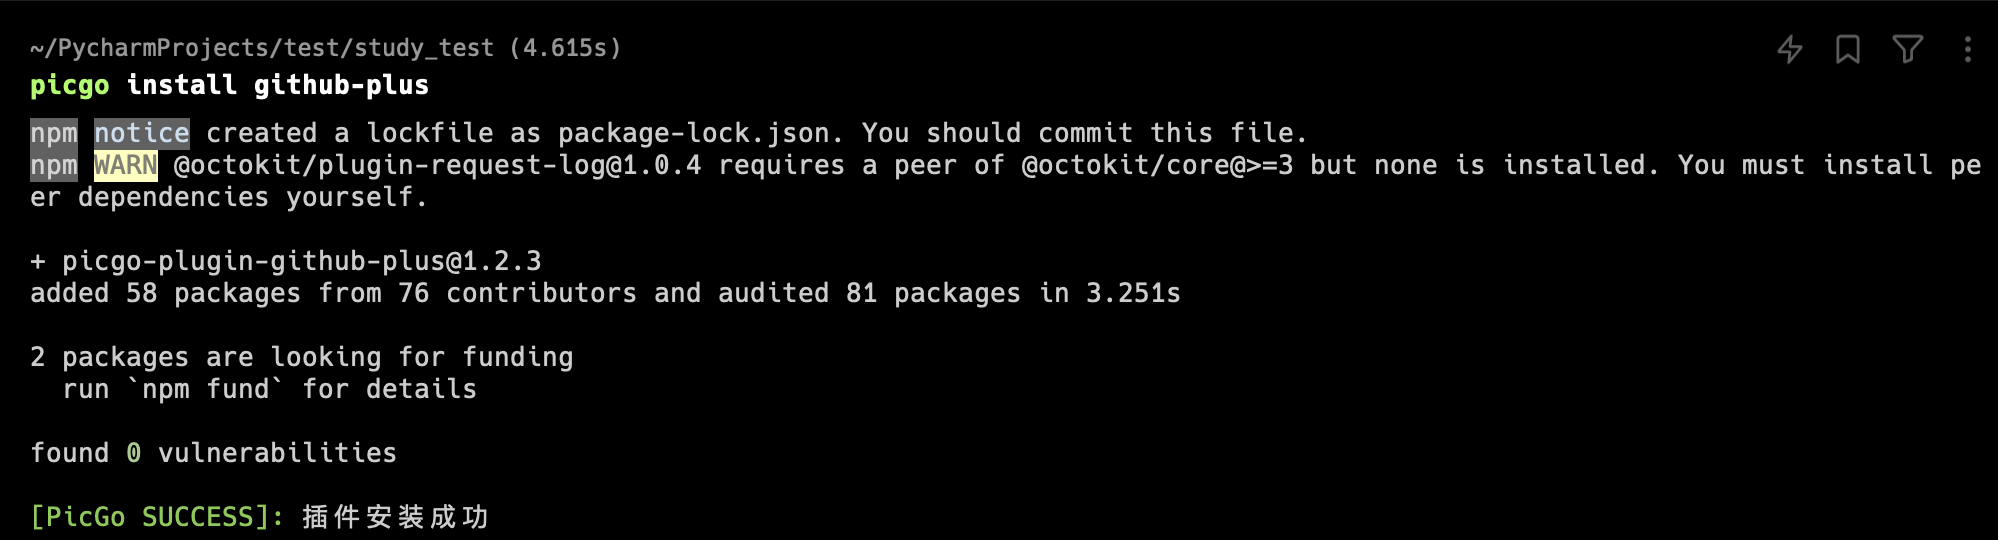 ~/PycharmProjects/test/study_test (4.615s)
picgo install github-plus
npm notice created a lockfile as package-lock.json. You should commit this file.
npm WARN @octokit/plugin-request-log@1.0.4 requires a peer of @octokit/core@>=3 but none is installed. You must install pe
er dependencies yourself.
+ picgo-plugin-github-plus@1.2.3
added 58 packages from 76 contributors and audited 81 packages in 3.251s
2 packages are looking for funding
  run `npm fund` for details
found 0 vulnerabilities
[PicGo SUCCESS]: 插件安装成功